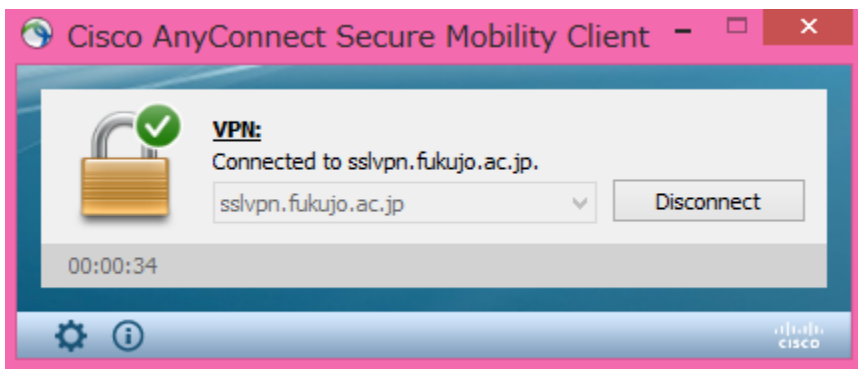 Cisco AnyConnect Secure Mobility Client
VPN:
Connected to sslvpn.fukujo.ac.jp.
sslvpn.fukujo.ac.jp
Disconnect
00:00:34
CISCO